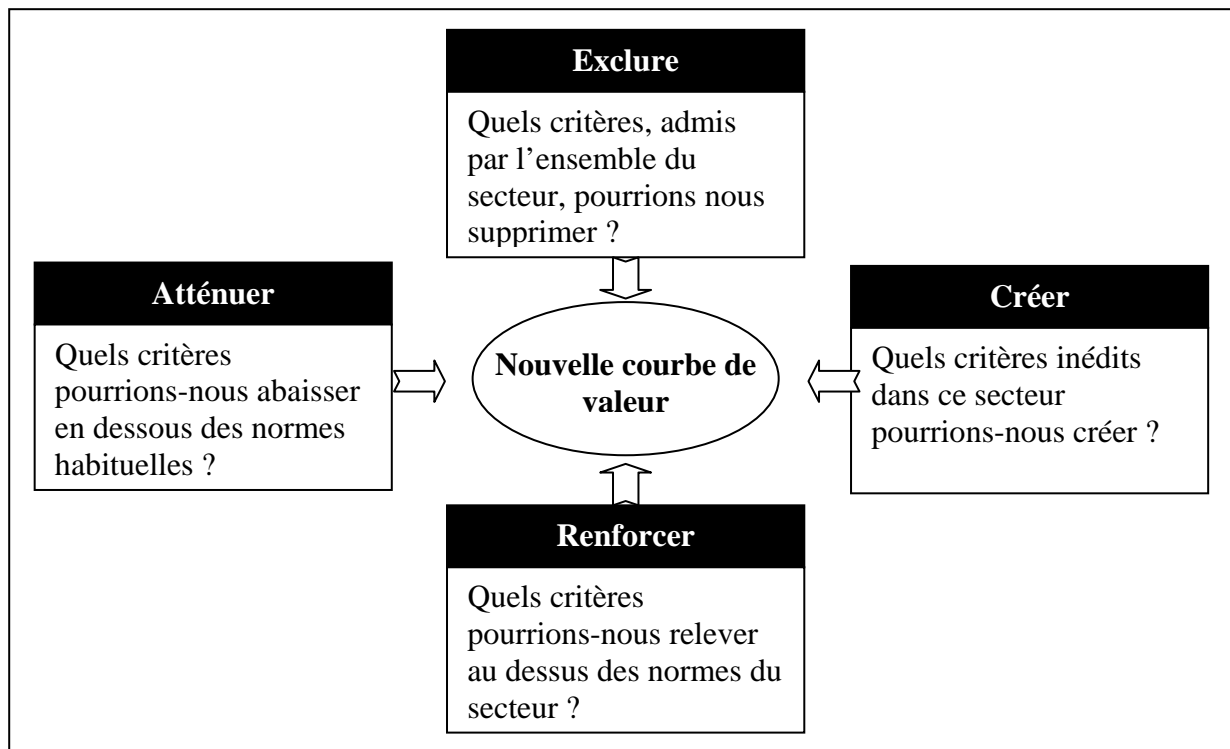 Exclure
Quels critères, admis
par l’ensemble du
secteur, pourrions nous
supprimer ?
Atténuer
Quels critères
pourrions-nous abaisser
en dessous des normes
habituelles ?
Nouvelle courbe de
valeur
Créer
Quels critères inédits
dans ce secteur
pourrions-nous créer ?
Renforcer
Quels critères
pourrions-nous relever
au dessus des normes du
secteur ?